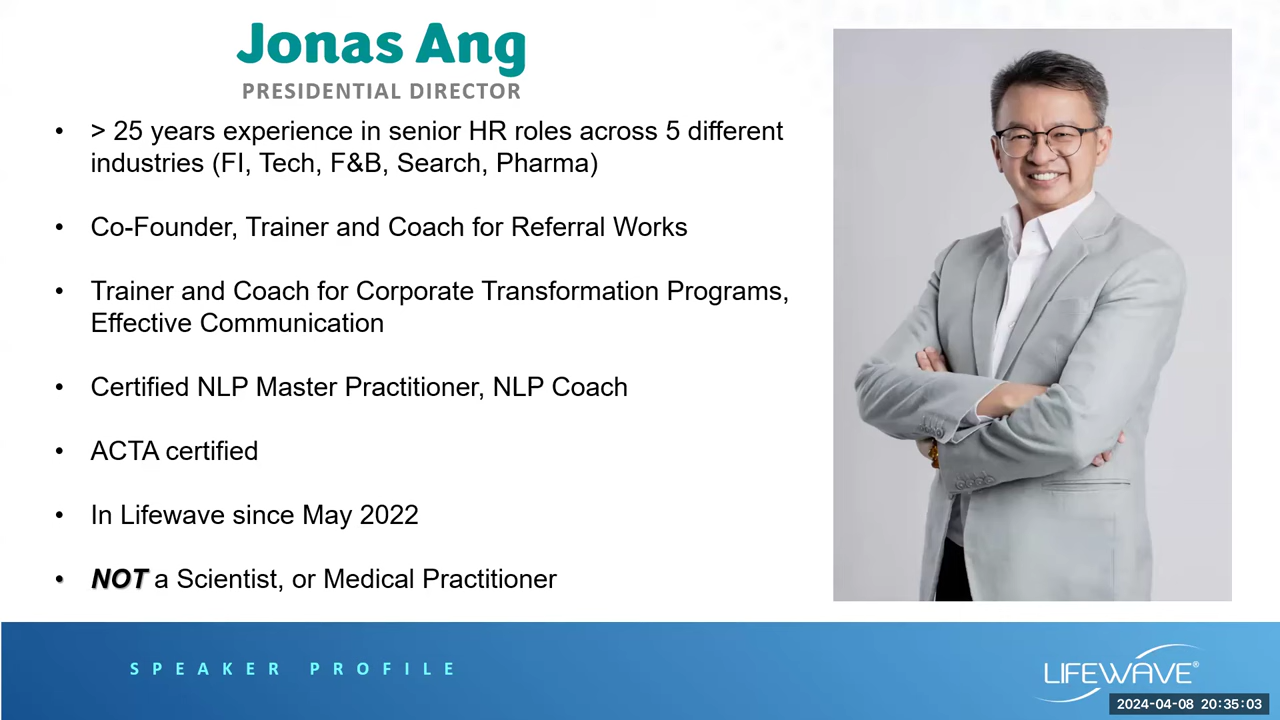 Jonas Ang
PRESIDENTIAL DIRECTOR
• > 25 years experience in senior HR roles across 5 different
industries (FI, Tech, F&B, Search, Pharma)
• Co-Founder, Trainer and Coach for Referral Works
• Trainer and Coach for Corporate Transformation Programs,
Effective Communication
• Certified NLP Master Practitioner, NLP Coach
• ACTA certified
• In Lifewave since May 2022
• NOT a Scientist, or Medical Practitioner
SPEAKER PROFILE
LIFEWAVE®
2024-04-08 20:35:03